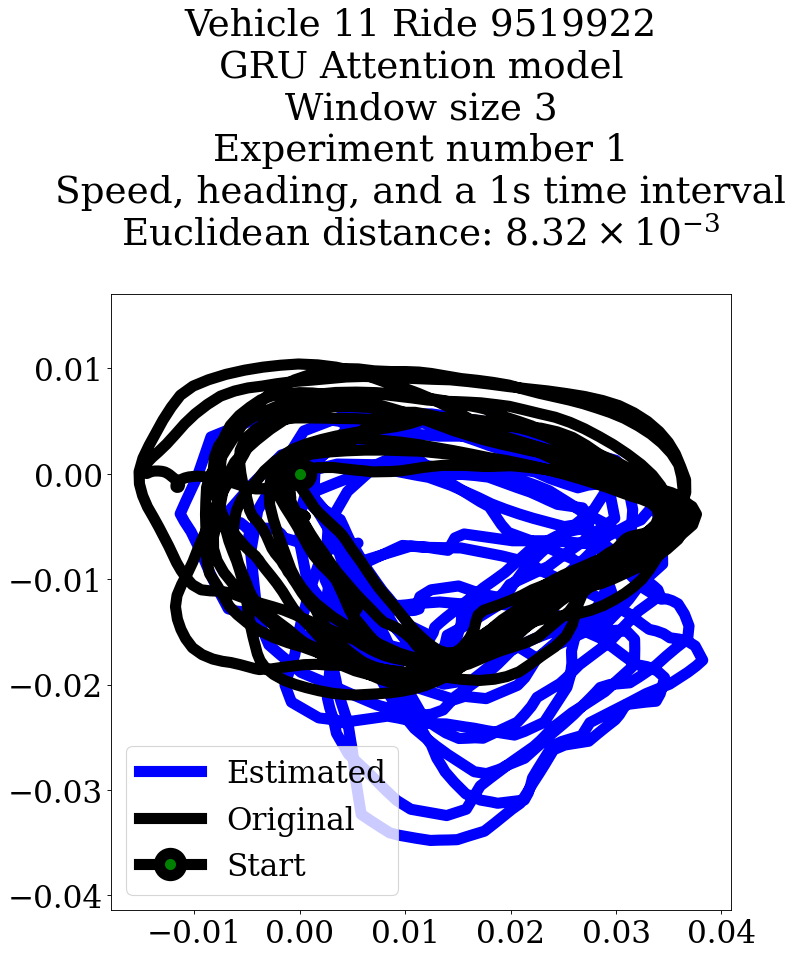 Vehicle 11 Ride 9519922
GRU Attention model
Window size 3
Experiment number 1
Speed, heading, and a 1s time interval
Euclidean distance: 8.32 × 10⁻³
0.01
0.00
−0.01
−0.02
−0.03
−0.04
Estimated
Original
Start
−0.01 0.00 0.01 0.02 0.03 0.04